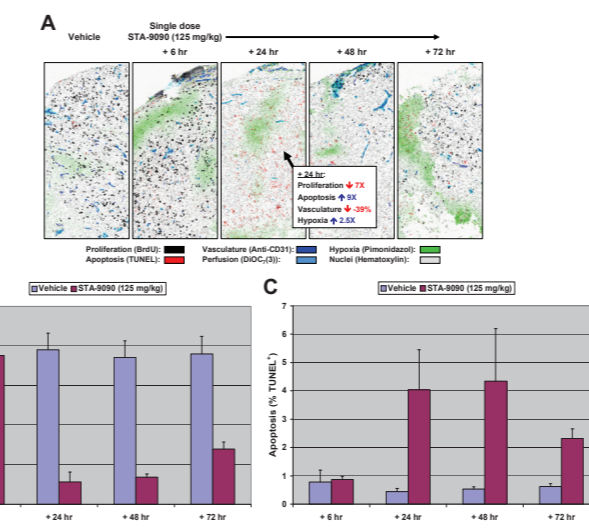 A
Single dose
Vehicle STA-9090 (125 mg/kg)
+ 6 hr + 24 hr + 48 hr + 72 hr
+ 24 hr:
Proliferation ↓ 7X
Apoptosis ↑ 9X
Vasculature ↓ -39%
Hypoxia ↑ 2.5X
Proliferation (BrdU): Vasculature (Anti-CD31): Hypoxia (Pimonidazol):
Apoptosis (TUNEL): Perfusion (DiOC₇(3)): Nuclei (Hematoxylin):
Vehicle STA-9090 (125 mg/kg)
+ 24 hr + 48 hr + 72 hr
C
Vehicle STA-9090 (125 mg/kg)
Apoptosis (% TUNEL⁺)
7
6
5
4
3
2
1
0
+ 6 hr + 24 hr + 48 hr + 72 hr